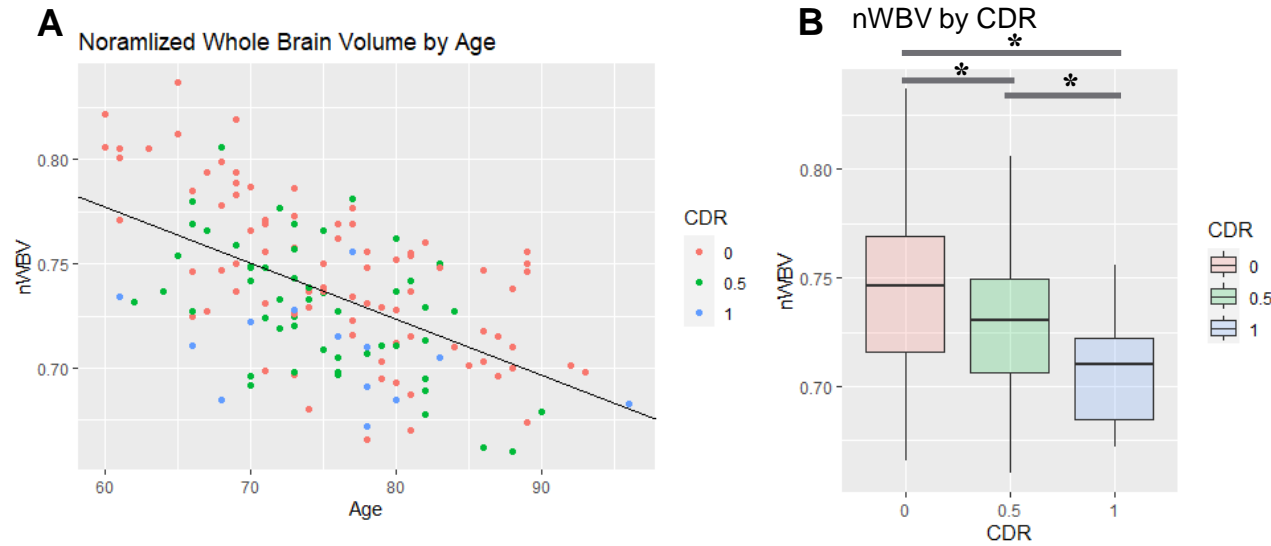 A
Noramlized Whole Brain Volume by Age
nWBV
0.80
0.75
0.70
60
70
80
90
Age
CDR
0
0.5
1
B
nWBV by CDR
*
*
*
nWBV
0.80
0.75
0.70
0
0.5
1
CDR
CDR
0
0.5
1